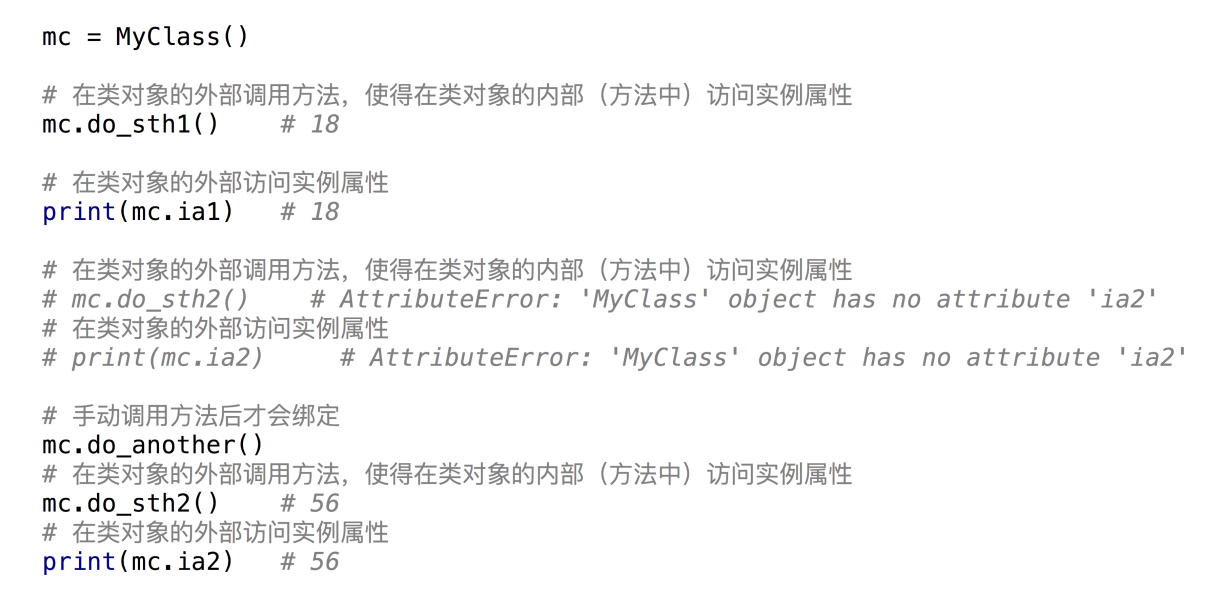 mc = MyClass()
# 在类对象的外部调用方法，使得在类对象的内部（方法中）访问实例属性
mc.do_sth1()    # 18
# 在类对象的外部访问实例属性
print(mc.ia1)   # 18
# 在类对象的外部调用方法，使得在类对象的内部（方法中）访问实例属性
# mc.do_sth2()    # AttributeError: 'MyClass' object has no attribute 'ia2'
# 在类对象的外部访问实例属性
# print(mc.ia2)     # AttributeError: 'MyClass' object has no attribute 'ia2'
# 手动调用方法后才会绑定
mc.do_another()
# 在类对象的外部调用方法，使得在类对象的内部（方法中）访问实例属性
mc.do_sth2()    # 56
# 在类对象的外部访问实例属性
print(mc.ia2)   # 56